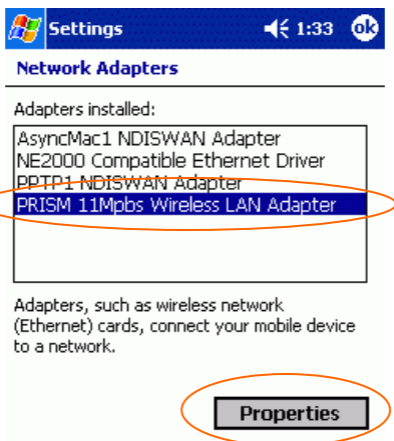 Settings 1:33 ok
Network Adapters
Adapters installed:
AsyncMac1 NDISWAN Adapter
NE2000 Compatible Ethernet Driver
PPTP1 NDISWAN Adapter
PRISM 11Mpbs Wireless LAN Adapter
Adapters, such as wireless network
(Ethernet) cards, connect your mobile device
to a network.
Properties